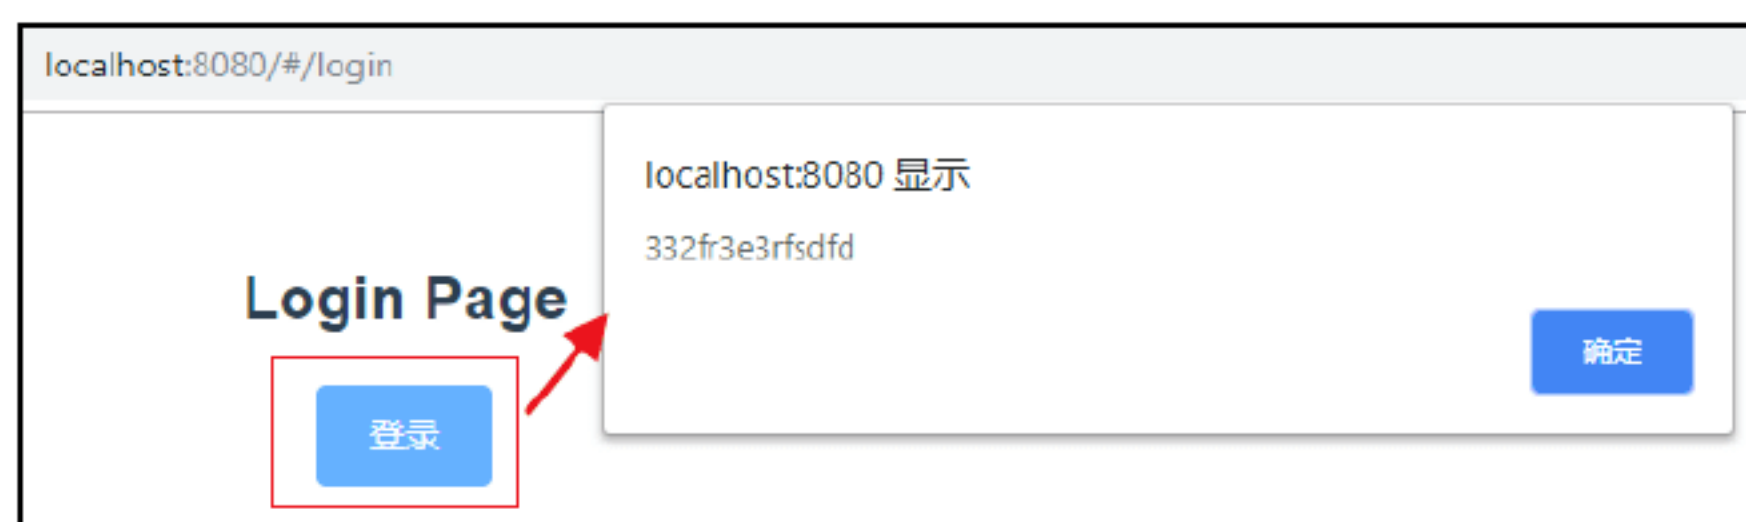 localhost:8080/#/login
localhost:8080 显示
332fr3e3rfsdfd
确定
Login Page
登录